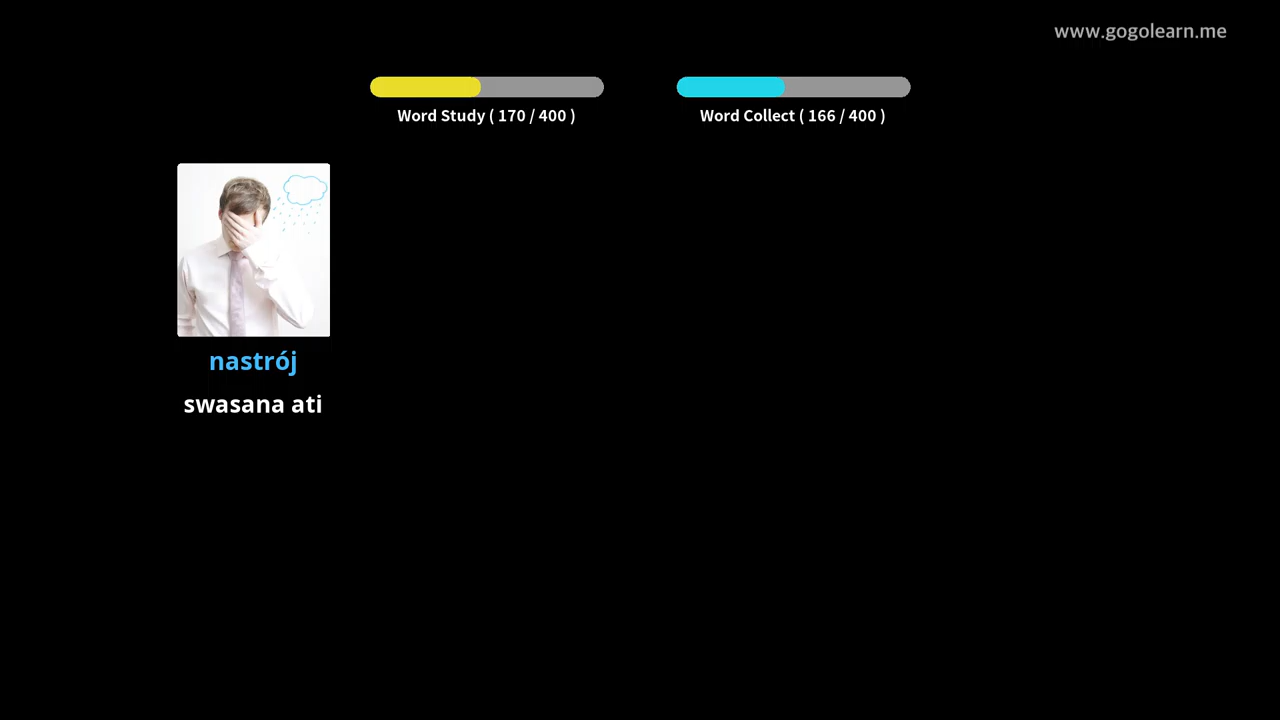 www.gogolearn.me
Word Study ( 170 / 400 )
Word Collect ( 166 / 400 )
nastrój
swasana ati